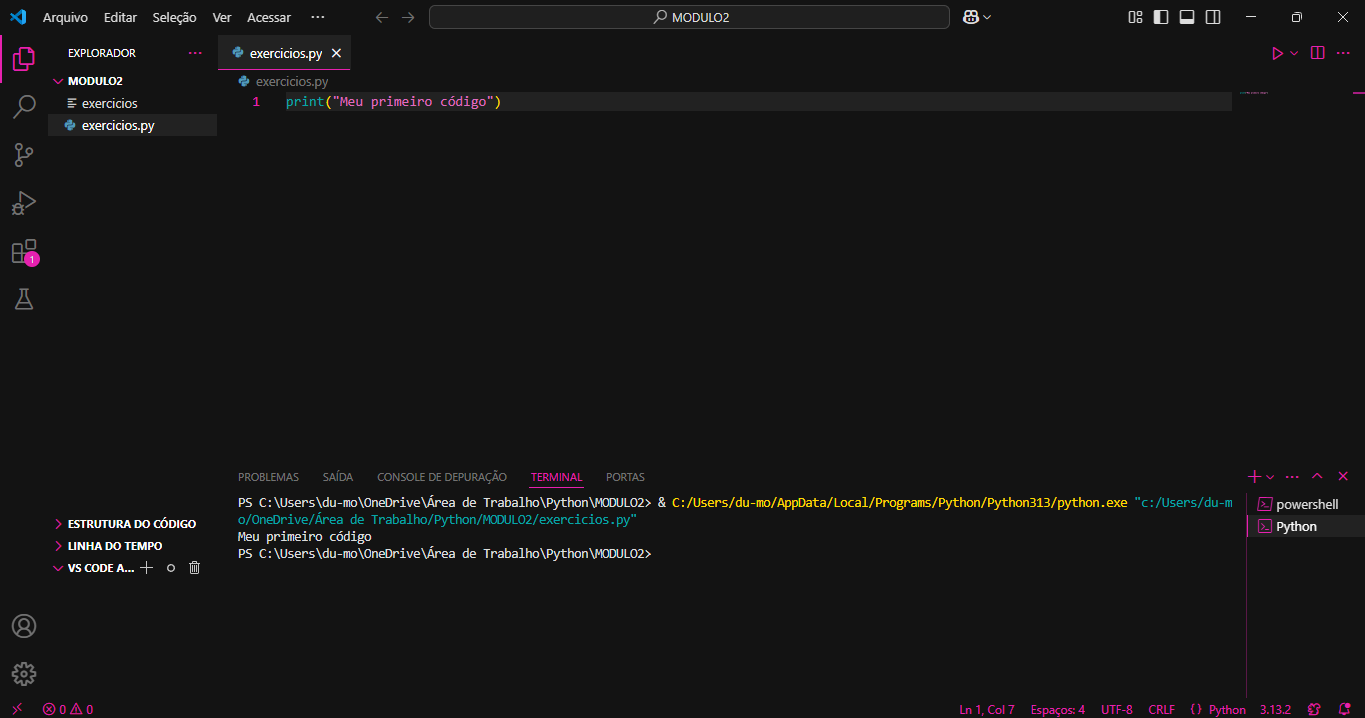 Arquivo Editar Seleção Ver Acessar ··· MODULO2
EXPLORADOR ···
MODULO2
exercicios
exercicios.py
1
ESTRUTURA DO CÓDIGO
LINHA DO TEMPO
VS CODE A...
exercicios.py
exercicios.py
1 print("Meu primeiro código")
PROBLEMAS SAÍDA CONSOLE DE DEPURAÇÃO TERMINAL PORTAS
PS C:\Users\du-mo\OneDrive\Área de Trabalho\Python\MODULO2> & C:/Users/du-mo/AppData/Local/Programs/Python/Python313/python.exe "c:/Users/du-m
o/OneDrive/Área de Trabalho/Python/MODULO2/exercicios.py"
Meu primeiro código
PS C:\Users\du-mo\OneDrive\Área de Trabalho\Python\MODULO2>
powershell
Python
0 0 Ln 1, Col 7 Espaços: 4 UTF-8 CRLF {} Python 3.13.2